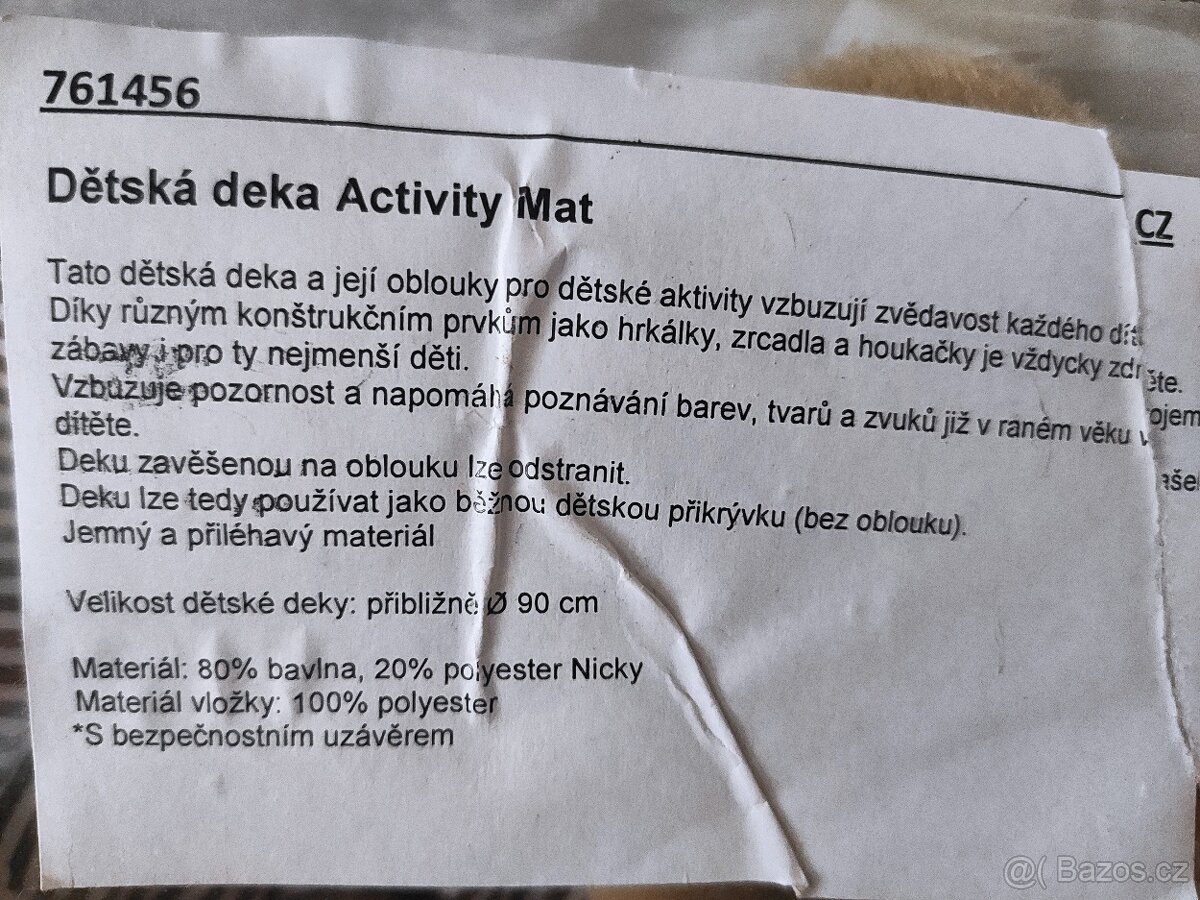 761456
CZ
Dětská deka Activity Mat
Tato dětská deka a její oblouky pro dětské aktivity vzbuzují zvědavost každého
Díky různým konštrukčním prvkům jako hrkálky, zrcadla a houkačky je vždycky
zábavy i pro ty nejmenší děti.
Vzbuzuje pozornost a napomáhá poznávání barev, tvarů a zvuků již v raném věku
dítěte.
Deku zavěšenou na oblouku lze odstranit.
Deku lze tedy používat jako běžnou dětskou přikrývku (bez oblouku).
Jemný a přiléhavý materiál
Velikost dětské deky: přibližně Ø 90 cm
Materiál: 80% bavlna, 20% polyester Nicky
Materiál vložky: 100% polyester
*S bezpečnostním uzávěrem
@( Bazos.cz